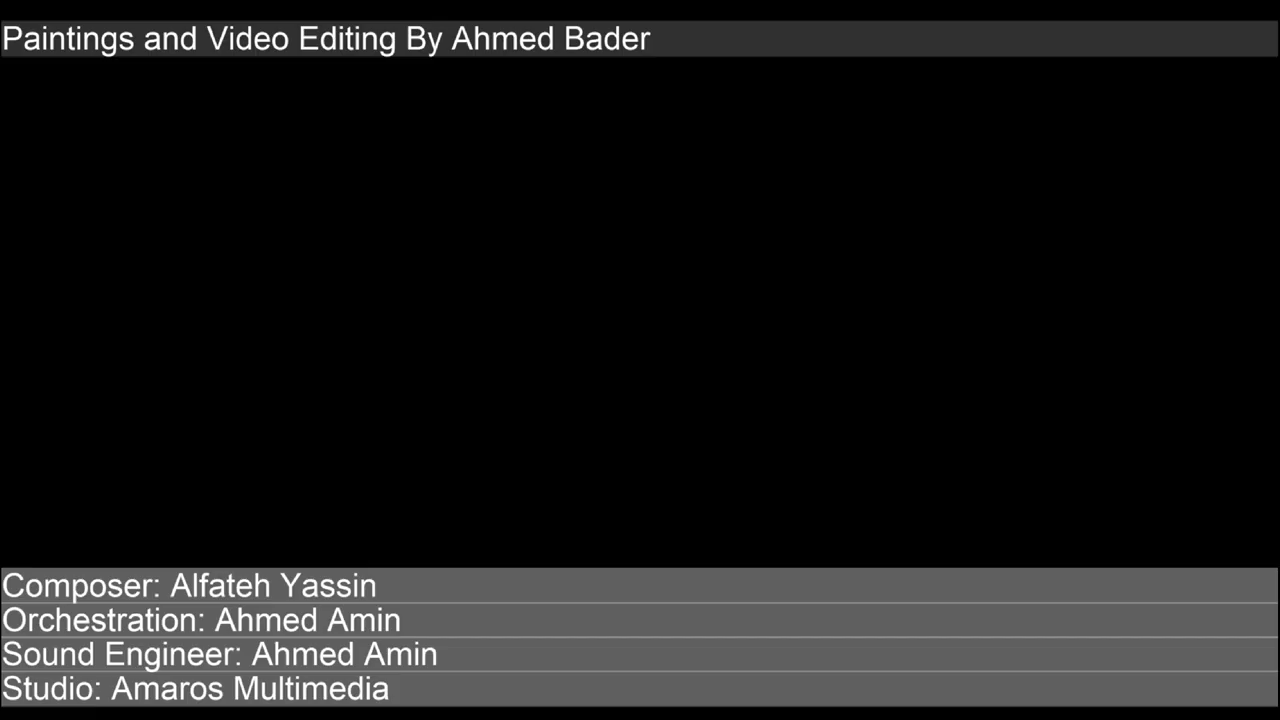 Paintings and Video Editing By Ahmed Bader
Composer: Alfateh Yassin
Orchestration: Ahmed Amin
Sound Engineer: Ahmed Amin
Studio: Amaros Multimedia